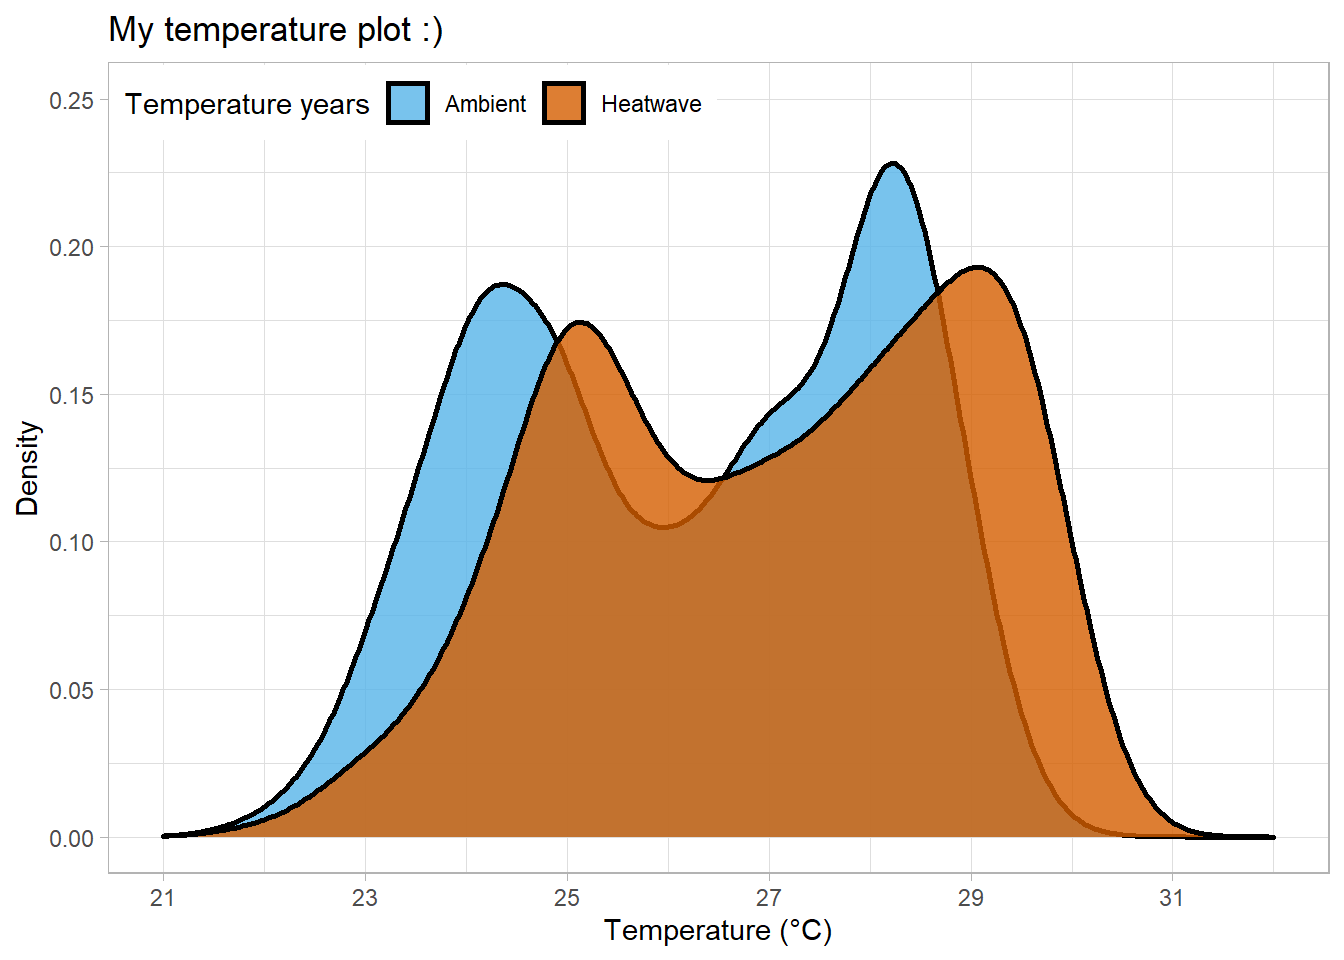 My temperature plot :)
Temperature years Ambient Heatwave
0.25
0.20
0.15
0.10
0.05
0.00
Density
21 23 25 27 29 31
Temperature (°C)